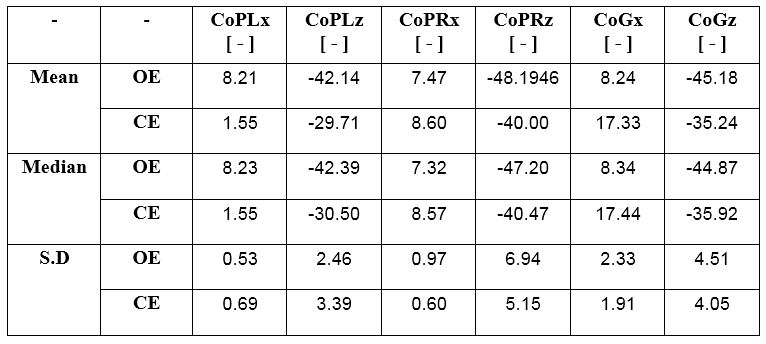 - - CoPLx CoPLz CoPRx CoPRz CoGx CoGz
[ - ] [ - ] [ - ] [ - ] [ - ] [ - ]
Mean OE 8.21 -42.14 7.47 -48.1946 8.24 -45.18
CE 1.55 -29.71 8.60 -40.00 17.33 -35.24
Median OE 8.23 -42.39 7.32 -47.20 8.34 -44.87
CE 1.55 -30.50 8.57 -40.47 17.44 -35.92
S.D OE 0.53 2.46 0.97 6.94 2.33 4.51
CE 0.69 3.39 0.60 5.15 1.91 4.05